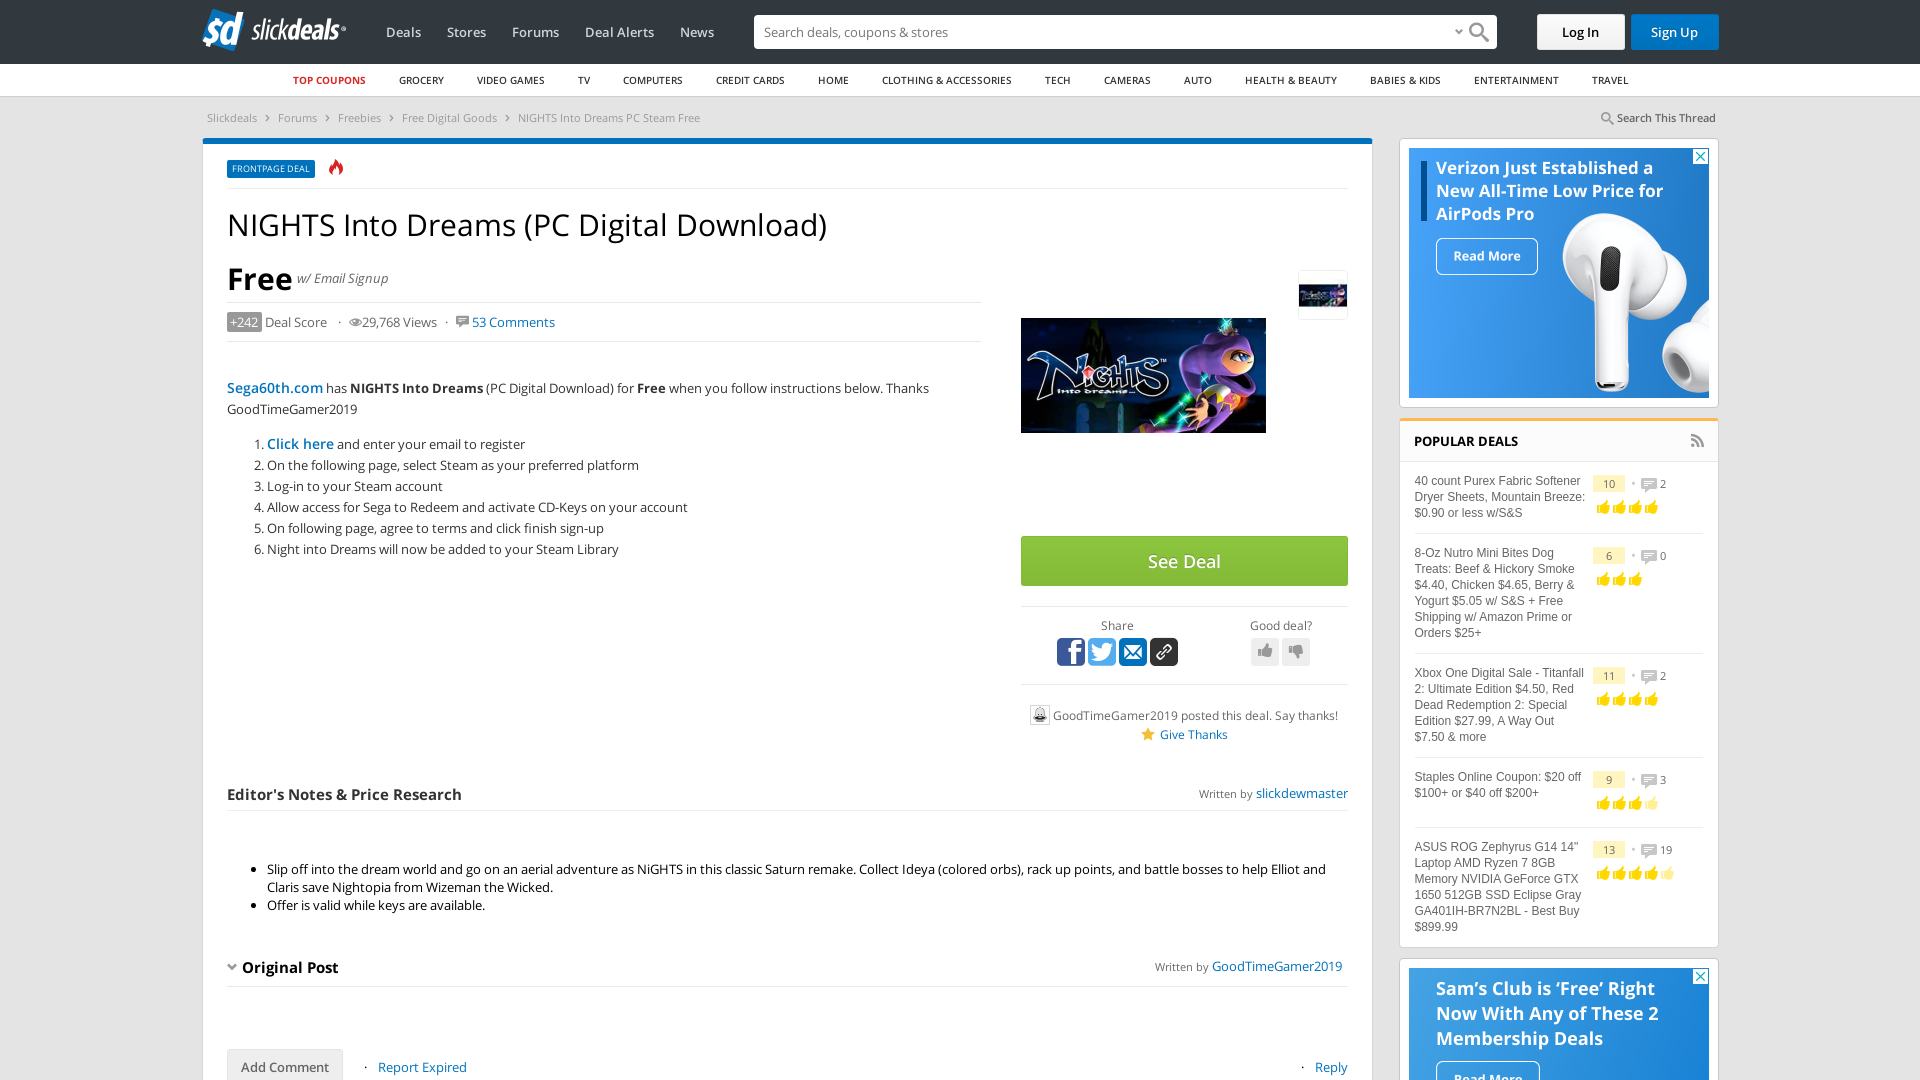 slickdeals
Deals
Stores
Forums
Deal Alerts
News
Search deals, coupons & stores
Log In
Sign Up
TOP COUPONS
GROCERY
VIDEO GAMES
TV
COMPUTERS
CREDIT CARDS
HOME
CLOTHING & ACCESSORIES
TECH
CAMERAS
AUTO
HEALTH & BEAUTY
BABIES & KIDS
ENTERTAINMENT
TRAVEL
Slickdeals › Forums › Freebies › Free Digital Goods › NIGHTS Into Dreams PC Steam Free
Search This Thread
FRONTPAGE DEAL
NIGHTS Into Dreams (PC Digital Download)
Free w/ Email Signup
+242 Deal Score · 29,768 Views · 53 Comments
Sega60th.com has NIGHTS Into Dreams (PC Digital Download) for Free when you follow instructions below. Thanks
GoodTimeGamer2019
1. Click here and enter your email to register
2. On the following page, select Steam as your preferred platform
3. Log-in to your Steam account
4. Allow access for Sega to Redeem and activate CD-Keys on your account
5. On following page, agree to terms and click finish sign-up
6. Night into Dreams will now be added to your Steam Library
NiGHTS
into DReams...
See Deal
Share
Good deal?
GoodTimeGamer2019 posted this deal. Say thanks!
Give Thanks
Editor's Notes & Price Research
Written by slickdewmaster
• Slip off into the dream world and go on an aerial adventure as NiGHTS in this classic Saturn remake. Collect Ideya (colored orbs), rack up points, and battle bosses to help Elliot and
Claris save Nightopia from Wizeman the Wicked.
• Offer is valid while keys are available.
Original Post
Written by GoodTimeGamer2019
Add Comment
· Report Expired
· Reply
Verizon Just Established a
New All-Time Low Price for
AirPods Pro
Read More
POPULAR DEALS
40 count Purex Fabric Softener
Dryer Sheets, Mountain Breeze:
$0.90 or less w/S&S
10 • 2
8-Oz Nutro Mini Bites Dog
Treats: Beef & Hickory Smoke
$4.40, Chicken $4.65, Berry &
Yogurt $5.05 w/ S&S + Free
Shipping w/ Amazon Prime or
Orders $25+
6 • 0
Xbox One Digital Sale - Titanfall
2: Ultimate Edition $4.50, Red
Dead Redemption 2: Special
Edition $27.99, A Way Out
$7.50 & more
11 • 2
Staples Online Coupon: $20 off
$100+ or $40 off $200+
9 • 3
ASUS ROG Zephyrus G14 14"
Laptop AMD Ryzen 7 8GB
Memory NVIDIA GeForce GTX
1650 512GB SSD Eclipse Gray
GA401IH-BR7N2BL - Best Buy
$899.99
13 • 19
Sam's Club is 'Free' Right
Now With Any of These 2
Membership Deals
Read More